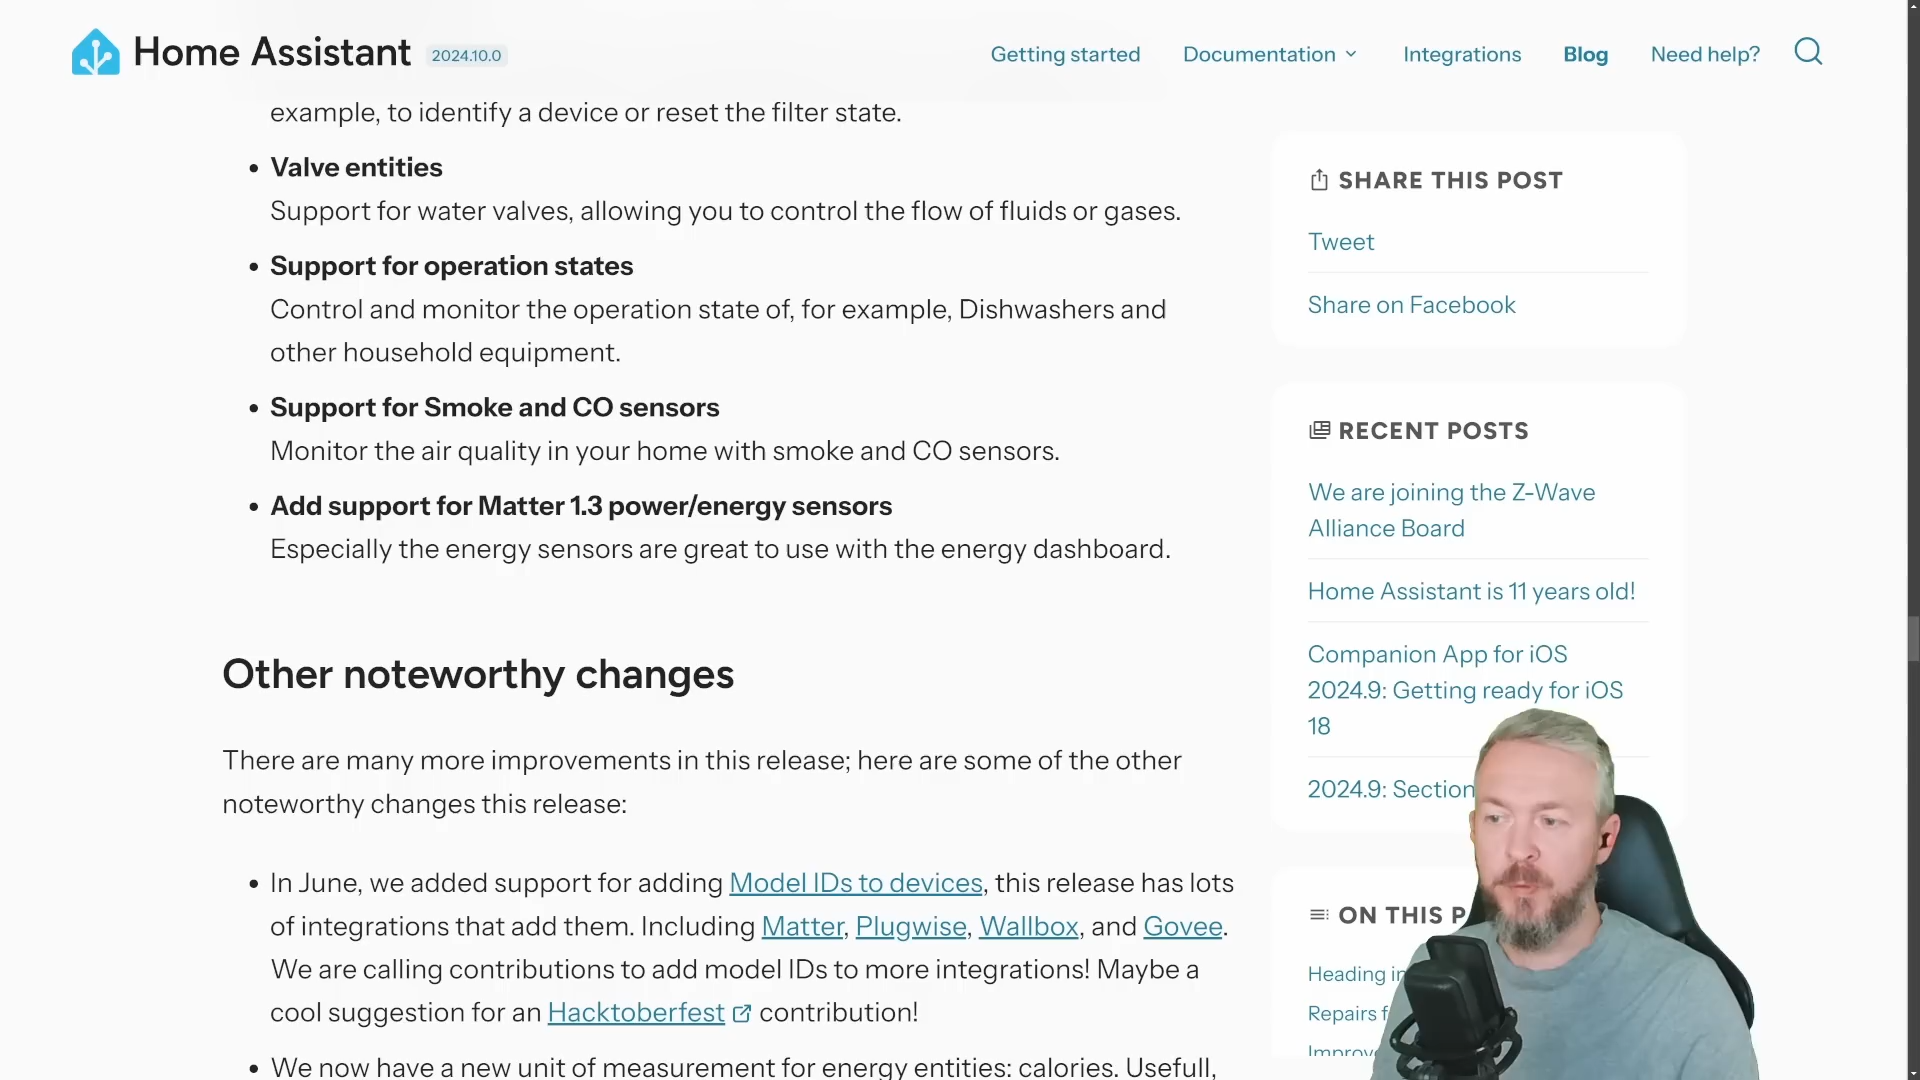 Home Assistant 2024.10.0
Getting started Documentation Integrations Blog Need help?
example, to identify a device or reset the filter state.
• Valve entities
Support for water valves, allowing you to control the flow of fluids or gases.
• Support for operation states
Control and monitor the operation state of, for example, Dishwashers and
other household equipment.
• Support for Smoke and CO sensors
Monitor the air quality in your home with smoke and CO sensors.
• Add support for Matter 1.3 power/energy sensors
Especially the energy sensors are great to use with the energy dashboard.
Other noteworthy changes
There are many more improvements in this release; here are some of the other
noteworthy changes this release:
• In June, we added support for adding Model IDs to devices, this release has lots
of integrations that add them. Including Matter, Plugwise, Wallbox, and Govee.
We are calling contributions to add model IDs to more integrations! Maybe a
cool suggestion for an Hacktoberfest contribution!
• We now have a new unit of measurement for energy entities: calories. Usefull,
SHARE THIS POST
Tweet
Share on Facebook
RECENT POSTS
We are joining the Z-Wave
Alliance Board
Home Assistant is 11 years old!
Companion App for iOS
2024.9: Getting ready for iOS
18
2024.9: Section
ON THIS P
Heading in
Repairs f
Improve